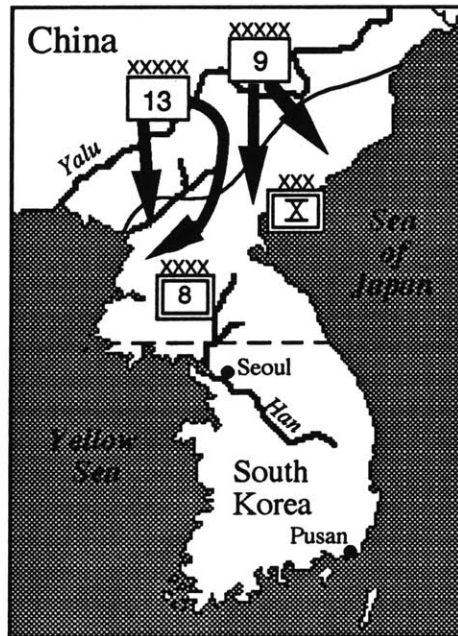 China
XXXXX
9
XXXXX
13
Yalu
XXX
X
Sea
of
Japan
XXXX
8
Seoul
Han
Yellow
Sea
South
Korea
Pusan